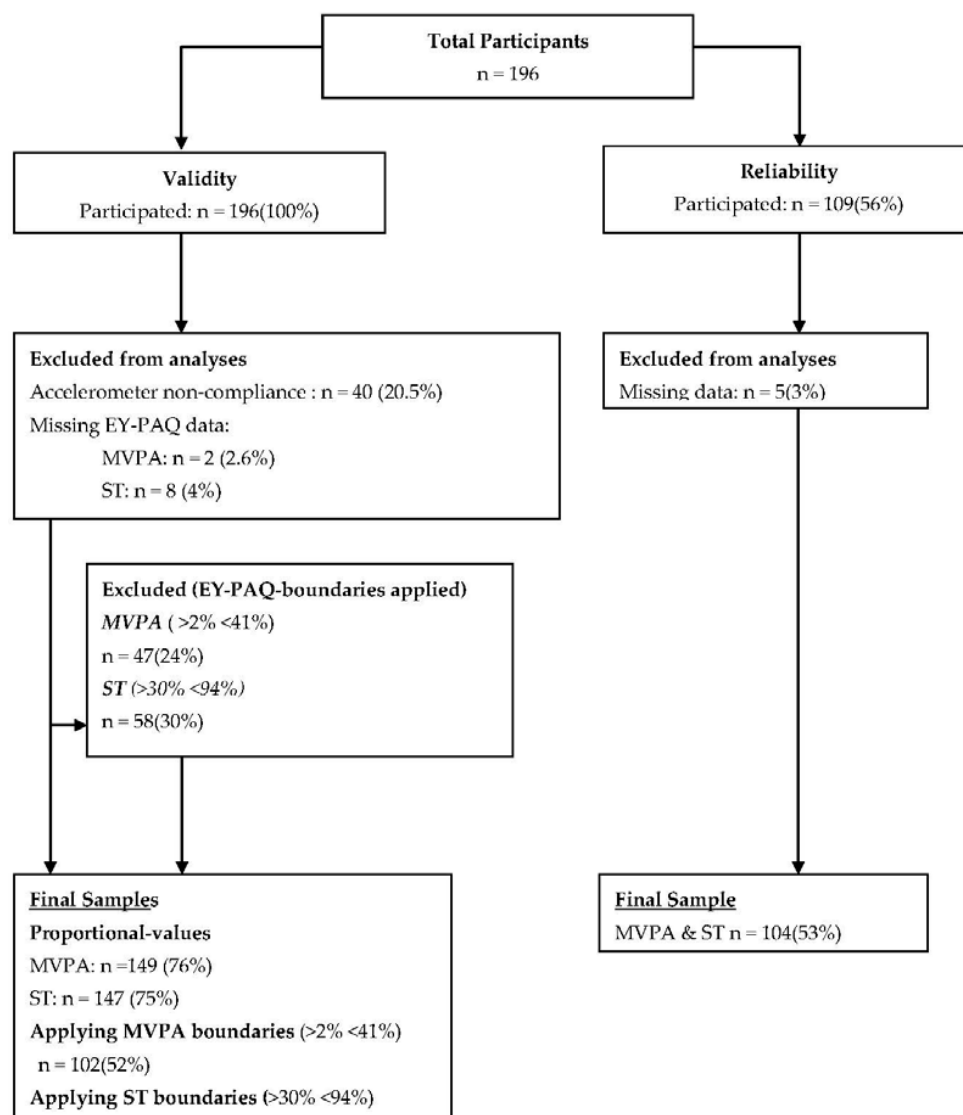 Total Participants
n = 196
Validity
Participated: n = 196(100%)
Reliability
Participated: n = 109(56%)
Excluded from analyses
Accelerometer non-compliance : n = 40 (20.5%)
Missing EY-PAQ data:
MVPA: n = 2 (2.6%)
ST: n = 8 (4%)
Excluded from analyses
Missing data: n = 5(3%)
Excluded (EY-PAQ-boundaries applied)
MVPA ( >2% <41%)
n = 47(24%)
ST (>30% <94%)
n = 58(30%)
Final Samples
Proportional-values
MVPA: n =149 (76%)
ST: n = 147 (75%)
Applying MVPA boundaries (>2% <41%)
n = 102(52%)
Applying ST boundaries (>30% <94%)
Final Sample
MVPA & ST n = 104(53%)